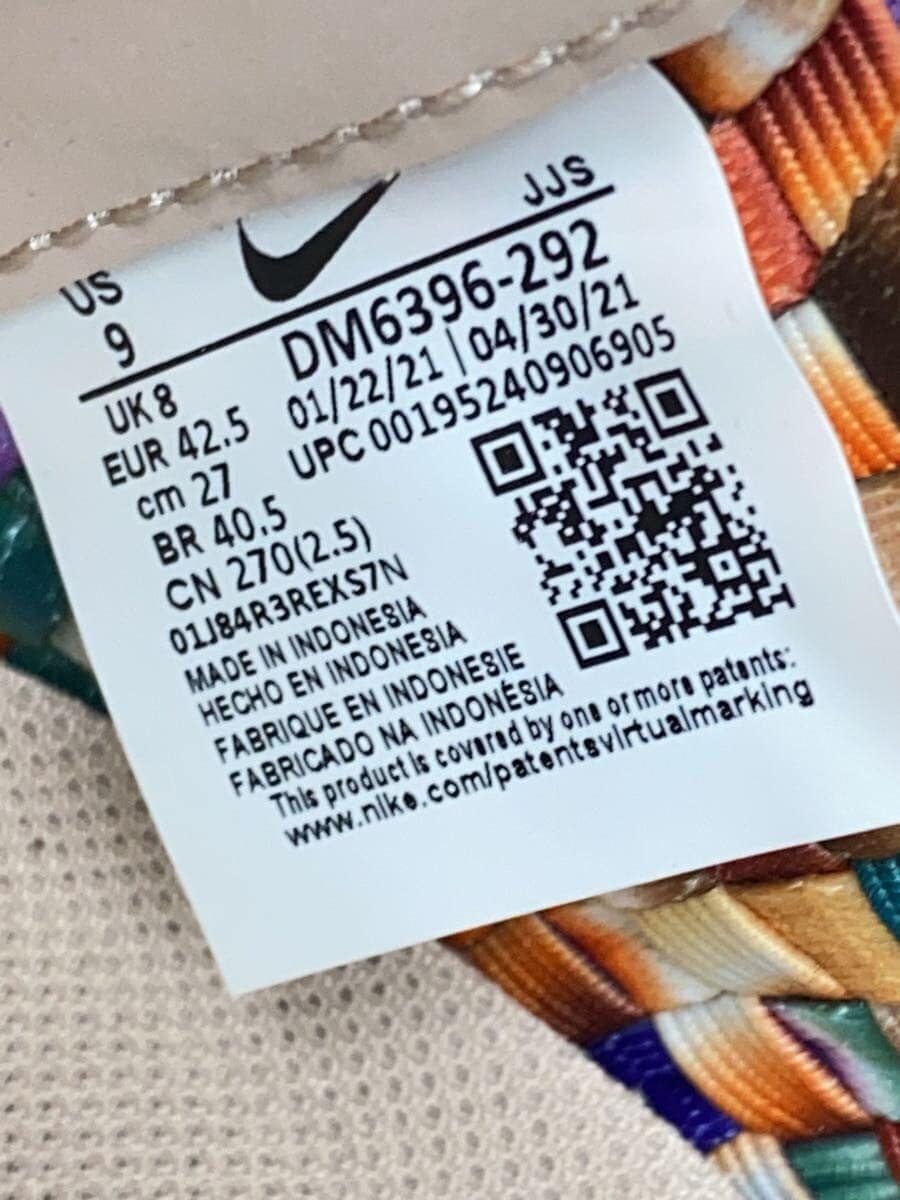 JJS
US
9
DM6396-292
UK 8
01/22/21 | 04/30/21
EUR 42.5
UPC 00195240906905
cm 27
BR 40.5
CN 270(2.5)
01J84R3REXS7N
MADE IN INDONESIA
HECHO EN INDONESIA
FABRIQUE EN INDONESIE
FABRICADO NA INDONÉSIA
This product is covered by one or more patents:
www.nike.com/patentsvirtualmarking